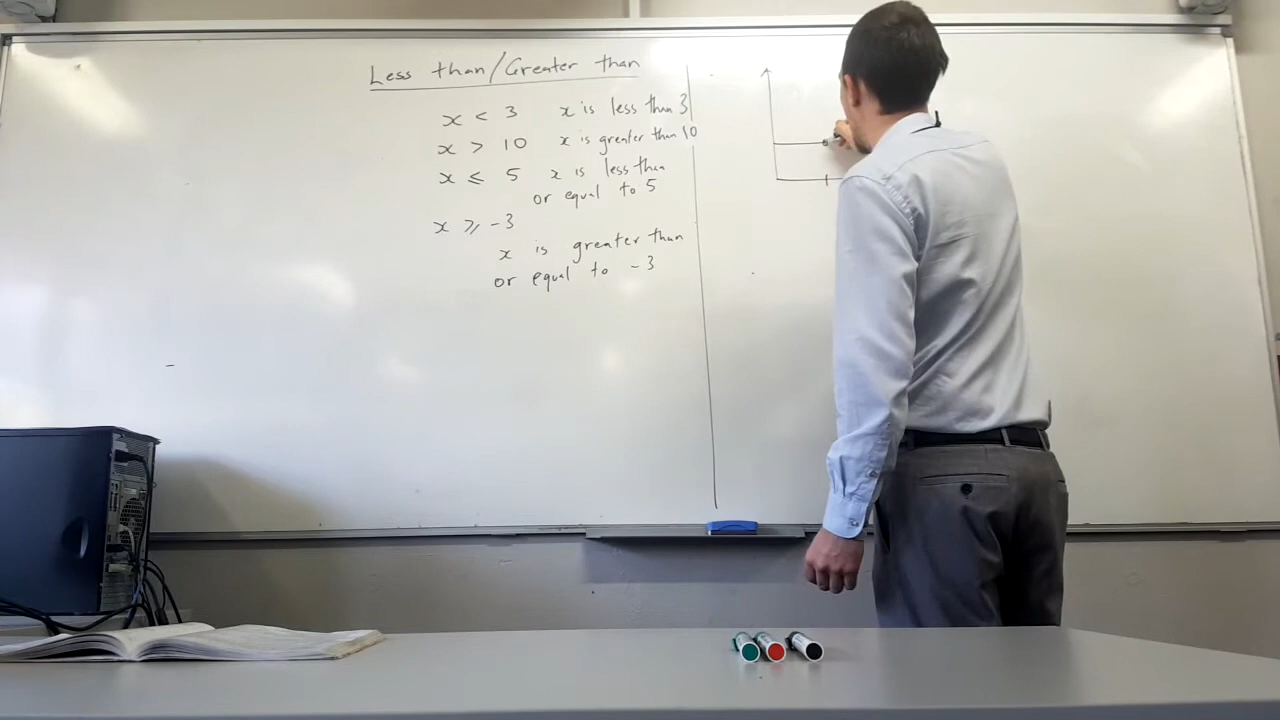 Less than/Greater than
x < 3 x is less than 3
x > 10 x is greater than 10
x ⩽ 5 x is less than
or equal to 5
x ⩾ -3
x is greater than
or equal to -3